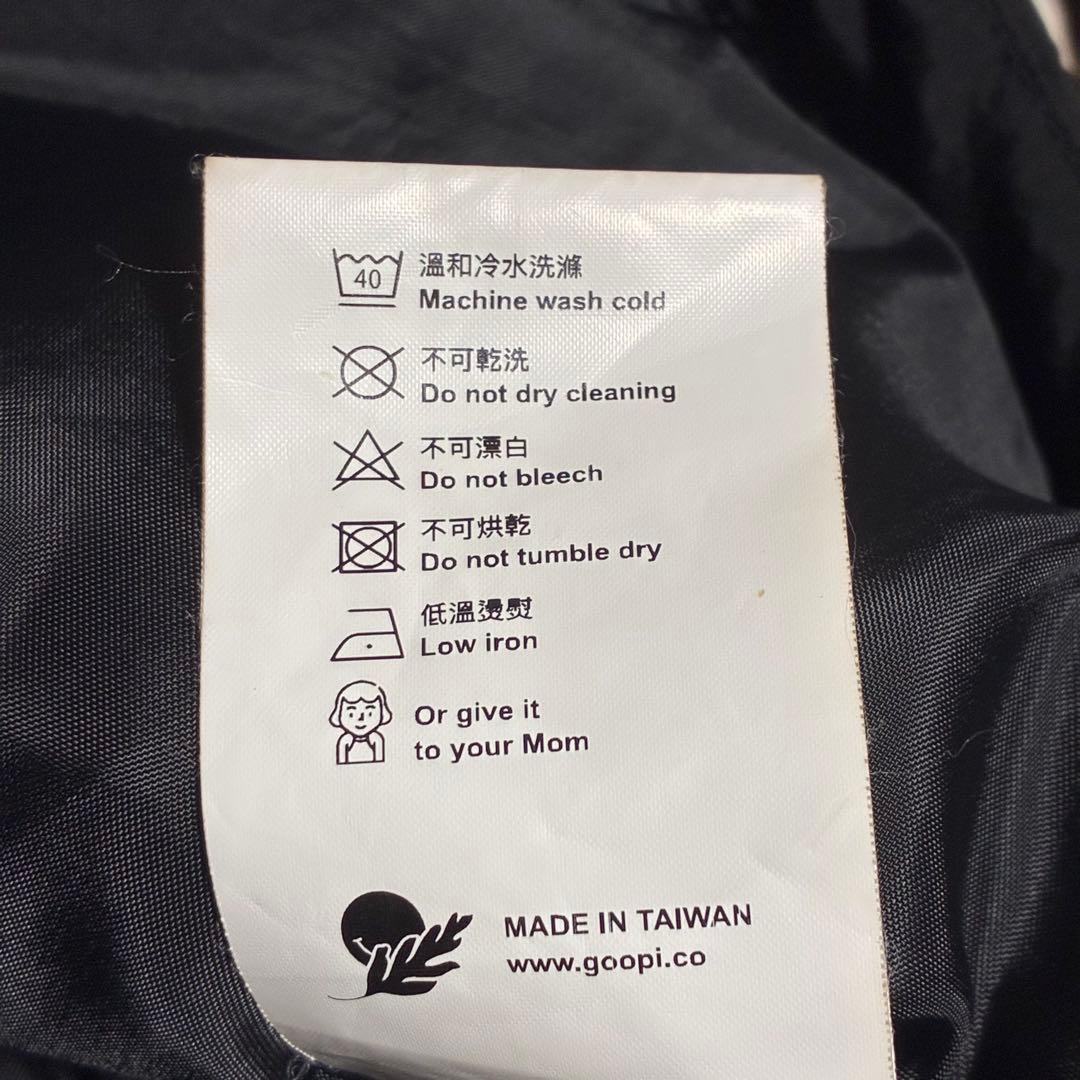 40
溫和冷水洗滌
Machine wash cold
不可乾洗
Do not dry cleaning
不可漂白
Do not bleech
不可烘乾
Do not tumble dry
低溫燙熨
Low iron
Or give it
to your Mom
MADE IN TAIWAN
www.goopi.co